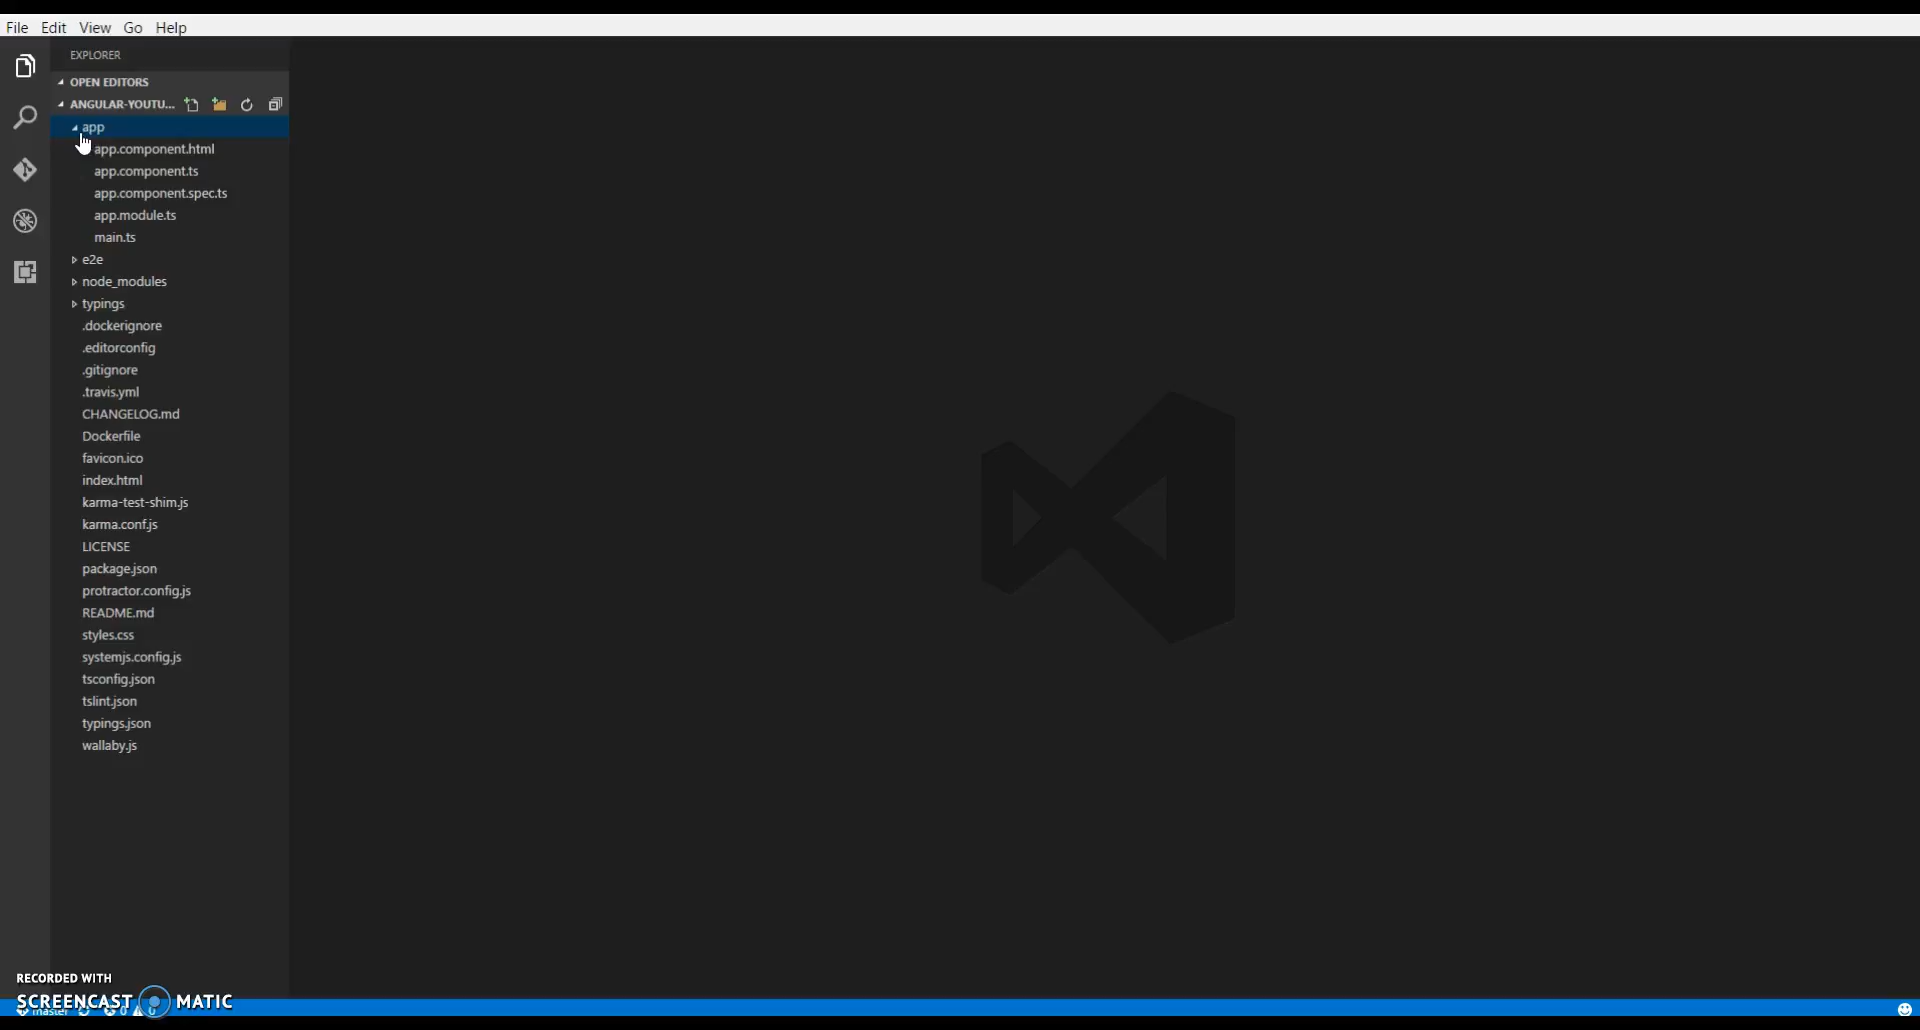 File Edit View Go Help
EXPLORER
OPEN EDITORS
ANGULAR-YOUTU...
app
app.component.html
app.component.ts
app.component.spec.ts
app.module.ts
main.ts
e2e
node_modules
typings
.dockerignore
.editorconfig
.gitignore
.travis.yml
CHANGELOG.md
Dockerfile
favicon.ico
index.html
karma-test-shim.js
karma.conf.js
LICENSE
package.json
protractor.config.js
README.md
styles.css
systemjs.config.js
tsconfig.json
tslint.json
typings.json
wallaby.js
RECORDED WITH
SCREENCAST MATIC
master 0 0